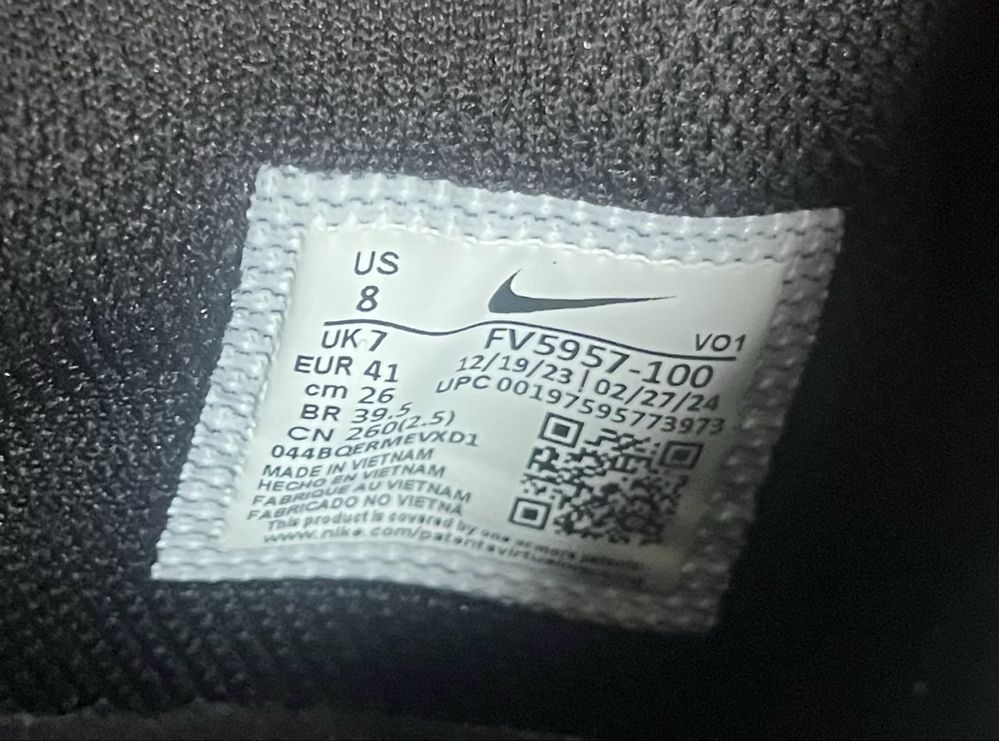 US
8
UK 7
EUR 41
cm 26
BR 39.5
CN 260(2.5)
044BQERMEVXD1
MADE IN VIETNAM
HECHO EN VIETNAM
FABRIQUE AU VIETNAM
FABRICADO NO VIETNA
This product is covered by one or more patents
www.nike.com/patents
VO1
FV5957-100
12/19/23 | 02/27/24
UPC 00197595773973